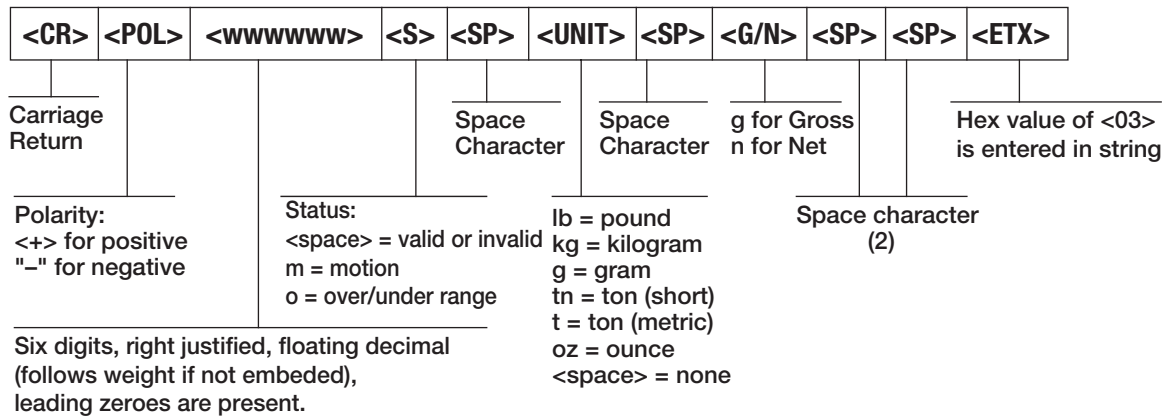 <CR> <POL> <wwwwww> <S> <SP> <UNIT> <SP> <G/N> <SP> <SP> <ETX>
Carriage
Return
Space
Character
Space
Character
g for Gross
n for Net
Hex value of <03>
is entered in string
Polarity:
<+> for positive
"–" for negative
Status:
<space> = valid or invalid
m = motion
o = over/under range
lb = pound
kg = kilogram
g = gram
tn = ton (short)
t = ton (metric)
oz = ounce
<space> = none
Space character
(2)
Six digits, right justified, floating decimal
(follows weight if not embeded),
leading zeroes are present.